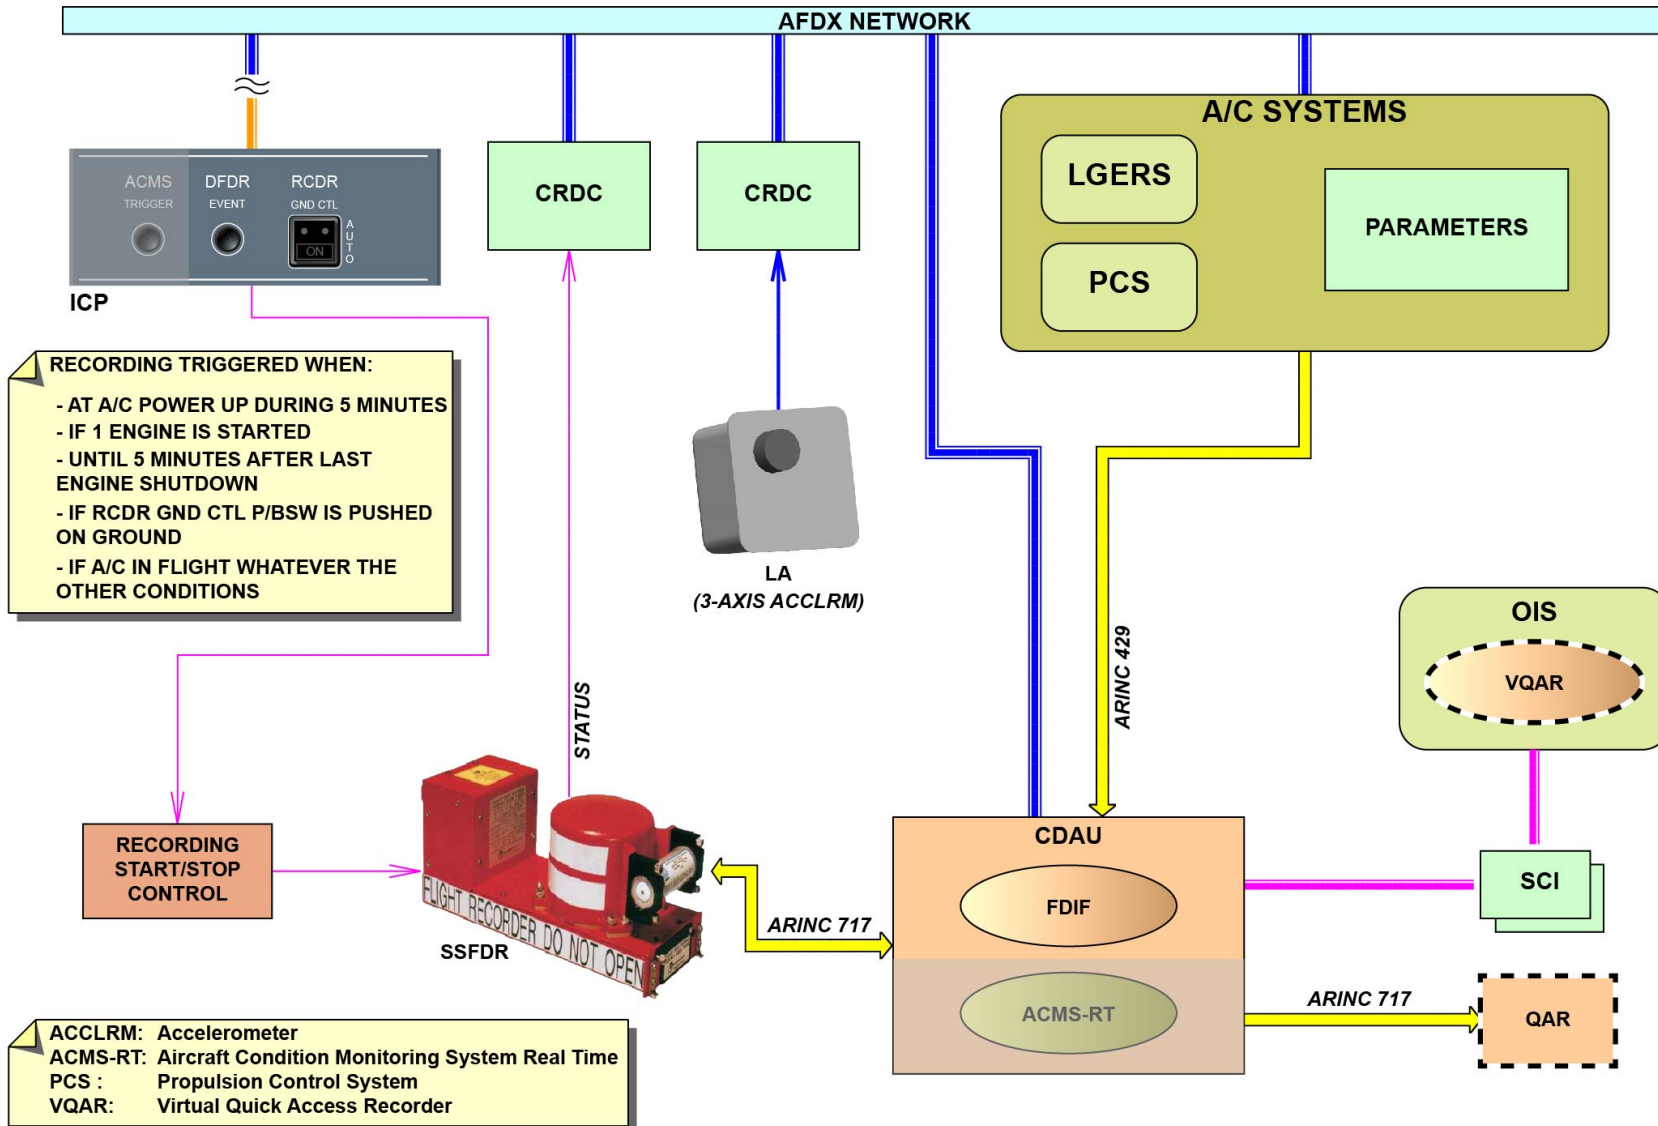 AFDX NETWORK
ACMS
TRIGGER
DFDR
EVENT
RCDR
GND CTL
ON
AUTO
ICP
CRDC
CRDC
A/C SYSTEMS
LGERS
PCS
PARAMETERS
RECORDING TRIGGERED WHEN:
- AT A/C POWER UP DURING 5 MINUTES
- IF 1 ENGINE IS STARTED
- UNTIL 5 MINUTES AFTER LAST
ENGINE SHUTDOWN
- IF RCDR GND CTL P/BSW IS PUSHED
ON GROUND
- IF A/C IN FLIGHT WHATEVER THE
OTHER CONDITIONS
LA
(3-AXIS ACCLRM)
STATUS
ARINC 429
OIS
VQAR
RECORDING
START/STOP
CONTROL
FLIGHT RECORDER DO NOT OPEN
SSFDR
ARINC 717
CDAU
FDIF
ACMS-RT
SCI
ARINC 717
QAR
ACCLRM: Accelerometer
ACMS-RT: Aircraft Condition Monitoring System Real Time
PCS : Propulsion Control System
VQAR: Virtual Quick Access Recorder